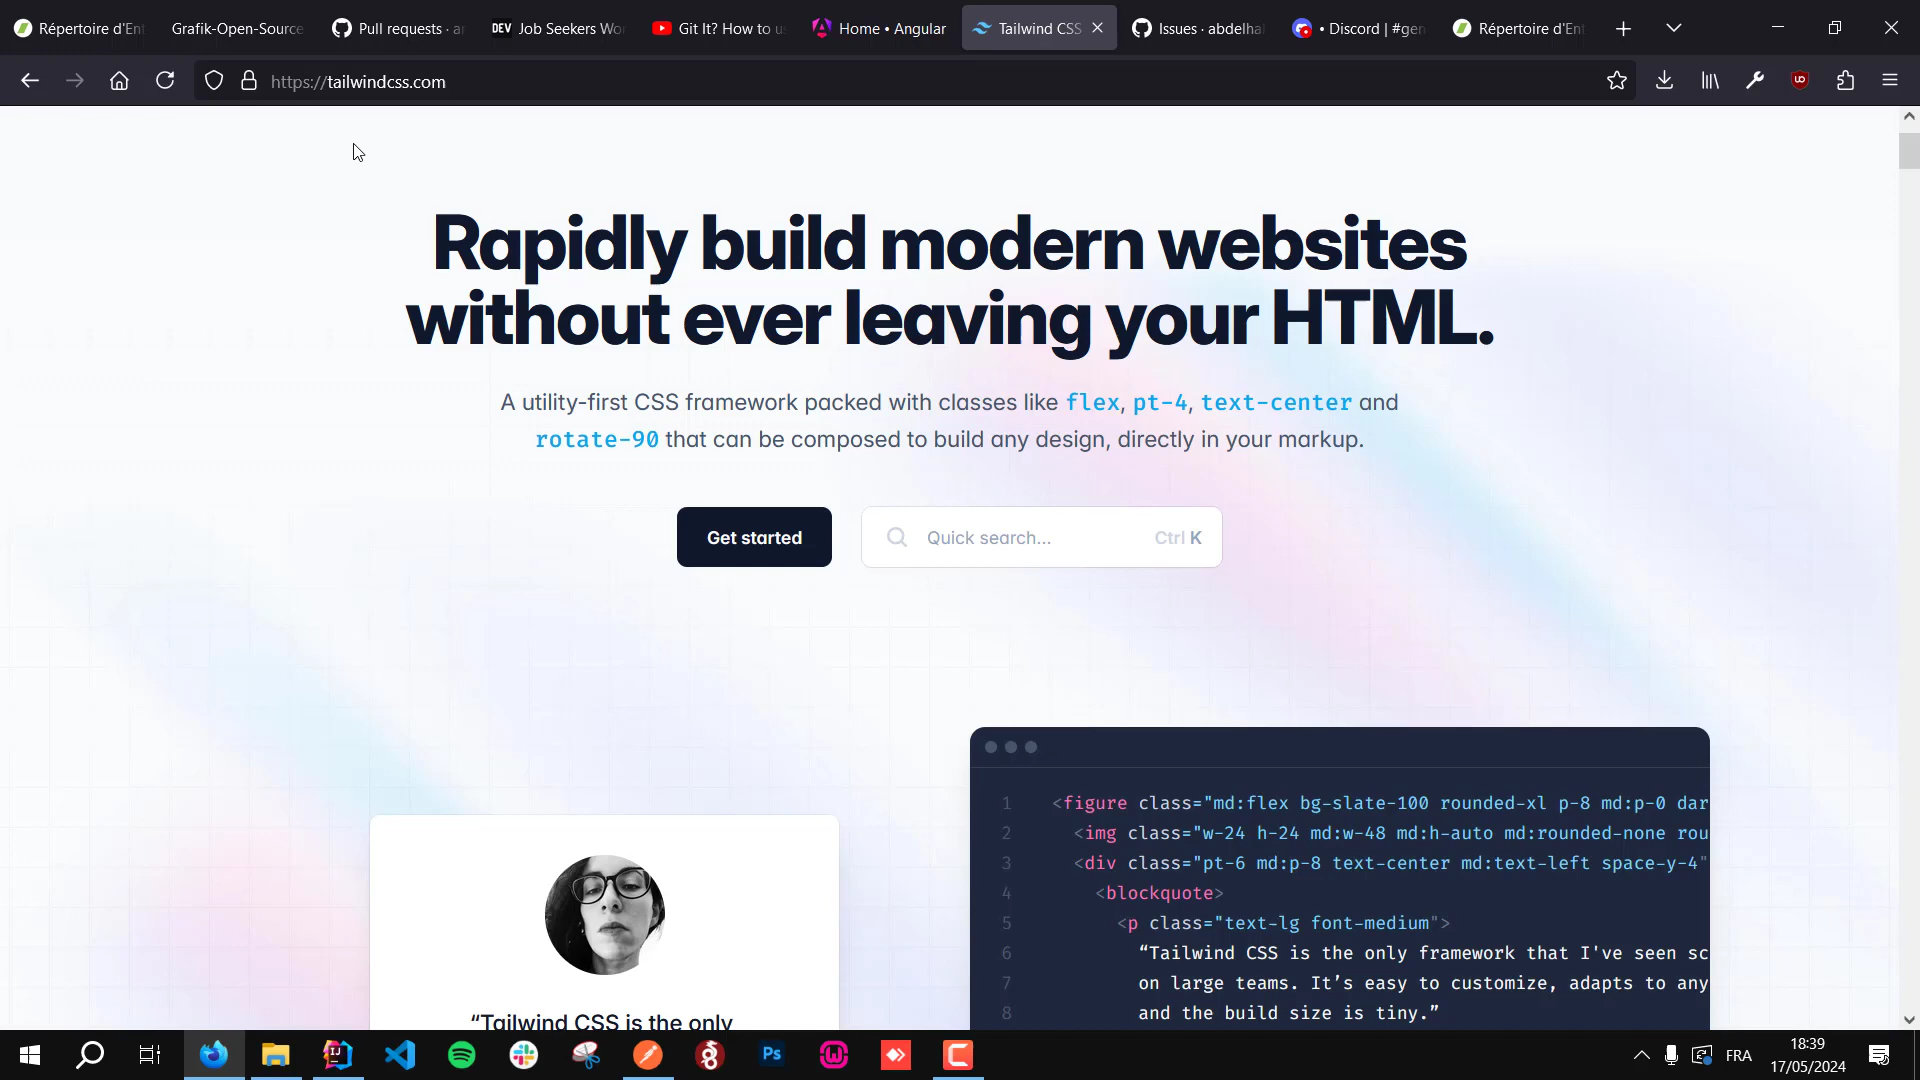 Répertoire d'En
Grafik-Open-Source
Pull requests · a
DEV Job Seekers Wo
Git It? How to u
Home • Angular
Tailwind CSS
Issues · abdelha
• Discord | #gen
Répertoire d'En
https://tailwindcss.com
Rapidly build modern websites
without ever leaving your HTML.
A utility-first CSS framework packed with classes like flex, pt-4, text-center and
rotate-90 that can be composed to build any design, directly in your markup.
Get started
Quick search...
Ctrl K
1 <figure class="md:flex bg-slate-100 rounded-xl p-8 md:p-0 dar
2 <img class="w-24 h-24 md:w-48 md:h-auto md:rounded-none rou
3 <div class="pt-6 md:p-8 text-center md:text-left space-y-4"
4 <blockquote>
5 <p class="text-lg font-medium">
6 “Tailwind CSS is the only framework that I've seen sc
7 on large teams. It’s easy to customize, adapts to any
8 and the build size is tiny.”
“Tailwind CSS is the only
FRA
18:39
17/05/2024